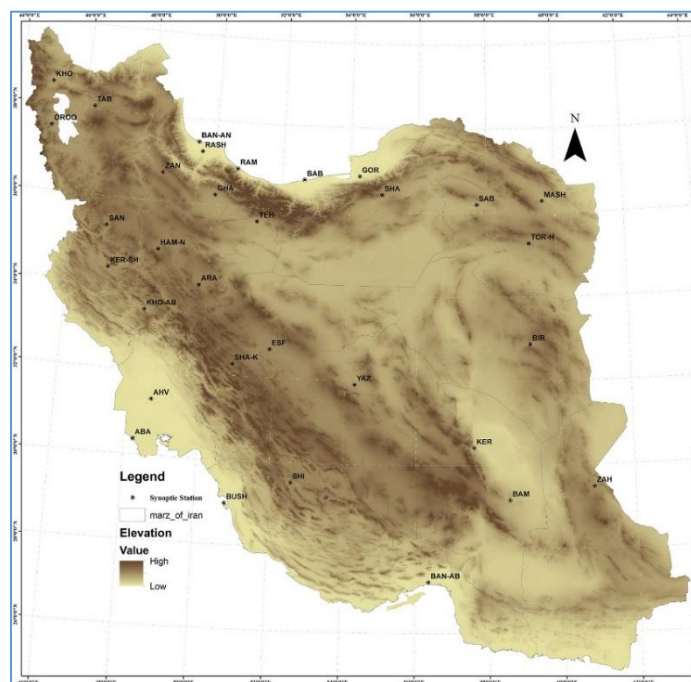 KHO
TAB
OROO
BAN-AN
RASH
ZAN
RAM
BAB
GOR
GHA
SHA
SAB
MASH
TEH
SAN
HAM-N
TOR-H
KER-SH
ARA
KHO-AB
ESF
SHA-K
BIR
YAZ
AHV
ABA
KER
Legend
Synoptic Station
marz_of_iran
Elevation
Value
High
Low
SHI
BUSH
BAM
ZAH
BAN-AB
N